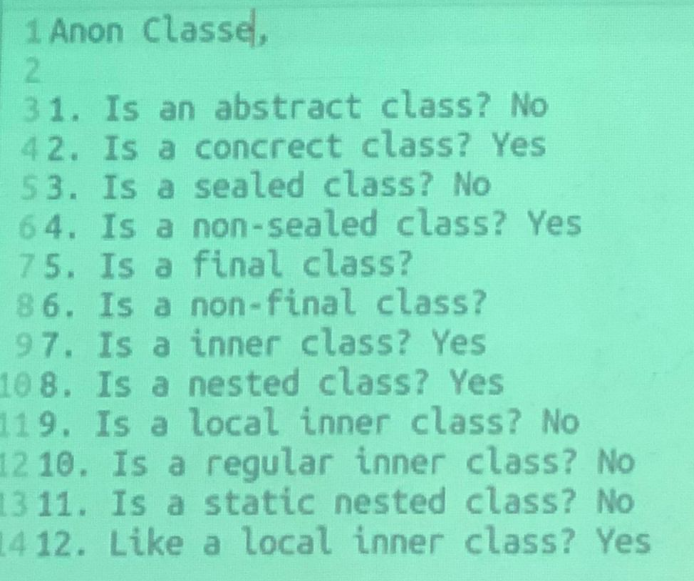 1 Anon Classe,
2
3 1. Is an abstract class? No
4 2. Is a concrect class? Yes
5 3. Is a sealed class? No
6 4. Is a non-sealed class? Yes
7 5. Is a final class?
8 6. Is a non-final class?
9 7. Is a inner class? Yes
10 8. Is a nested class? Yes
11 9. Is a local inner class? No
12 10. Is a regular inner class? No
13 11. Is a static nested class? No
14 12. Like a local inner class? Yes